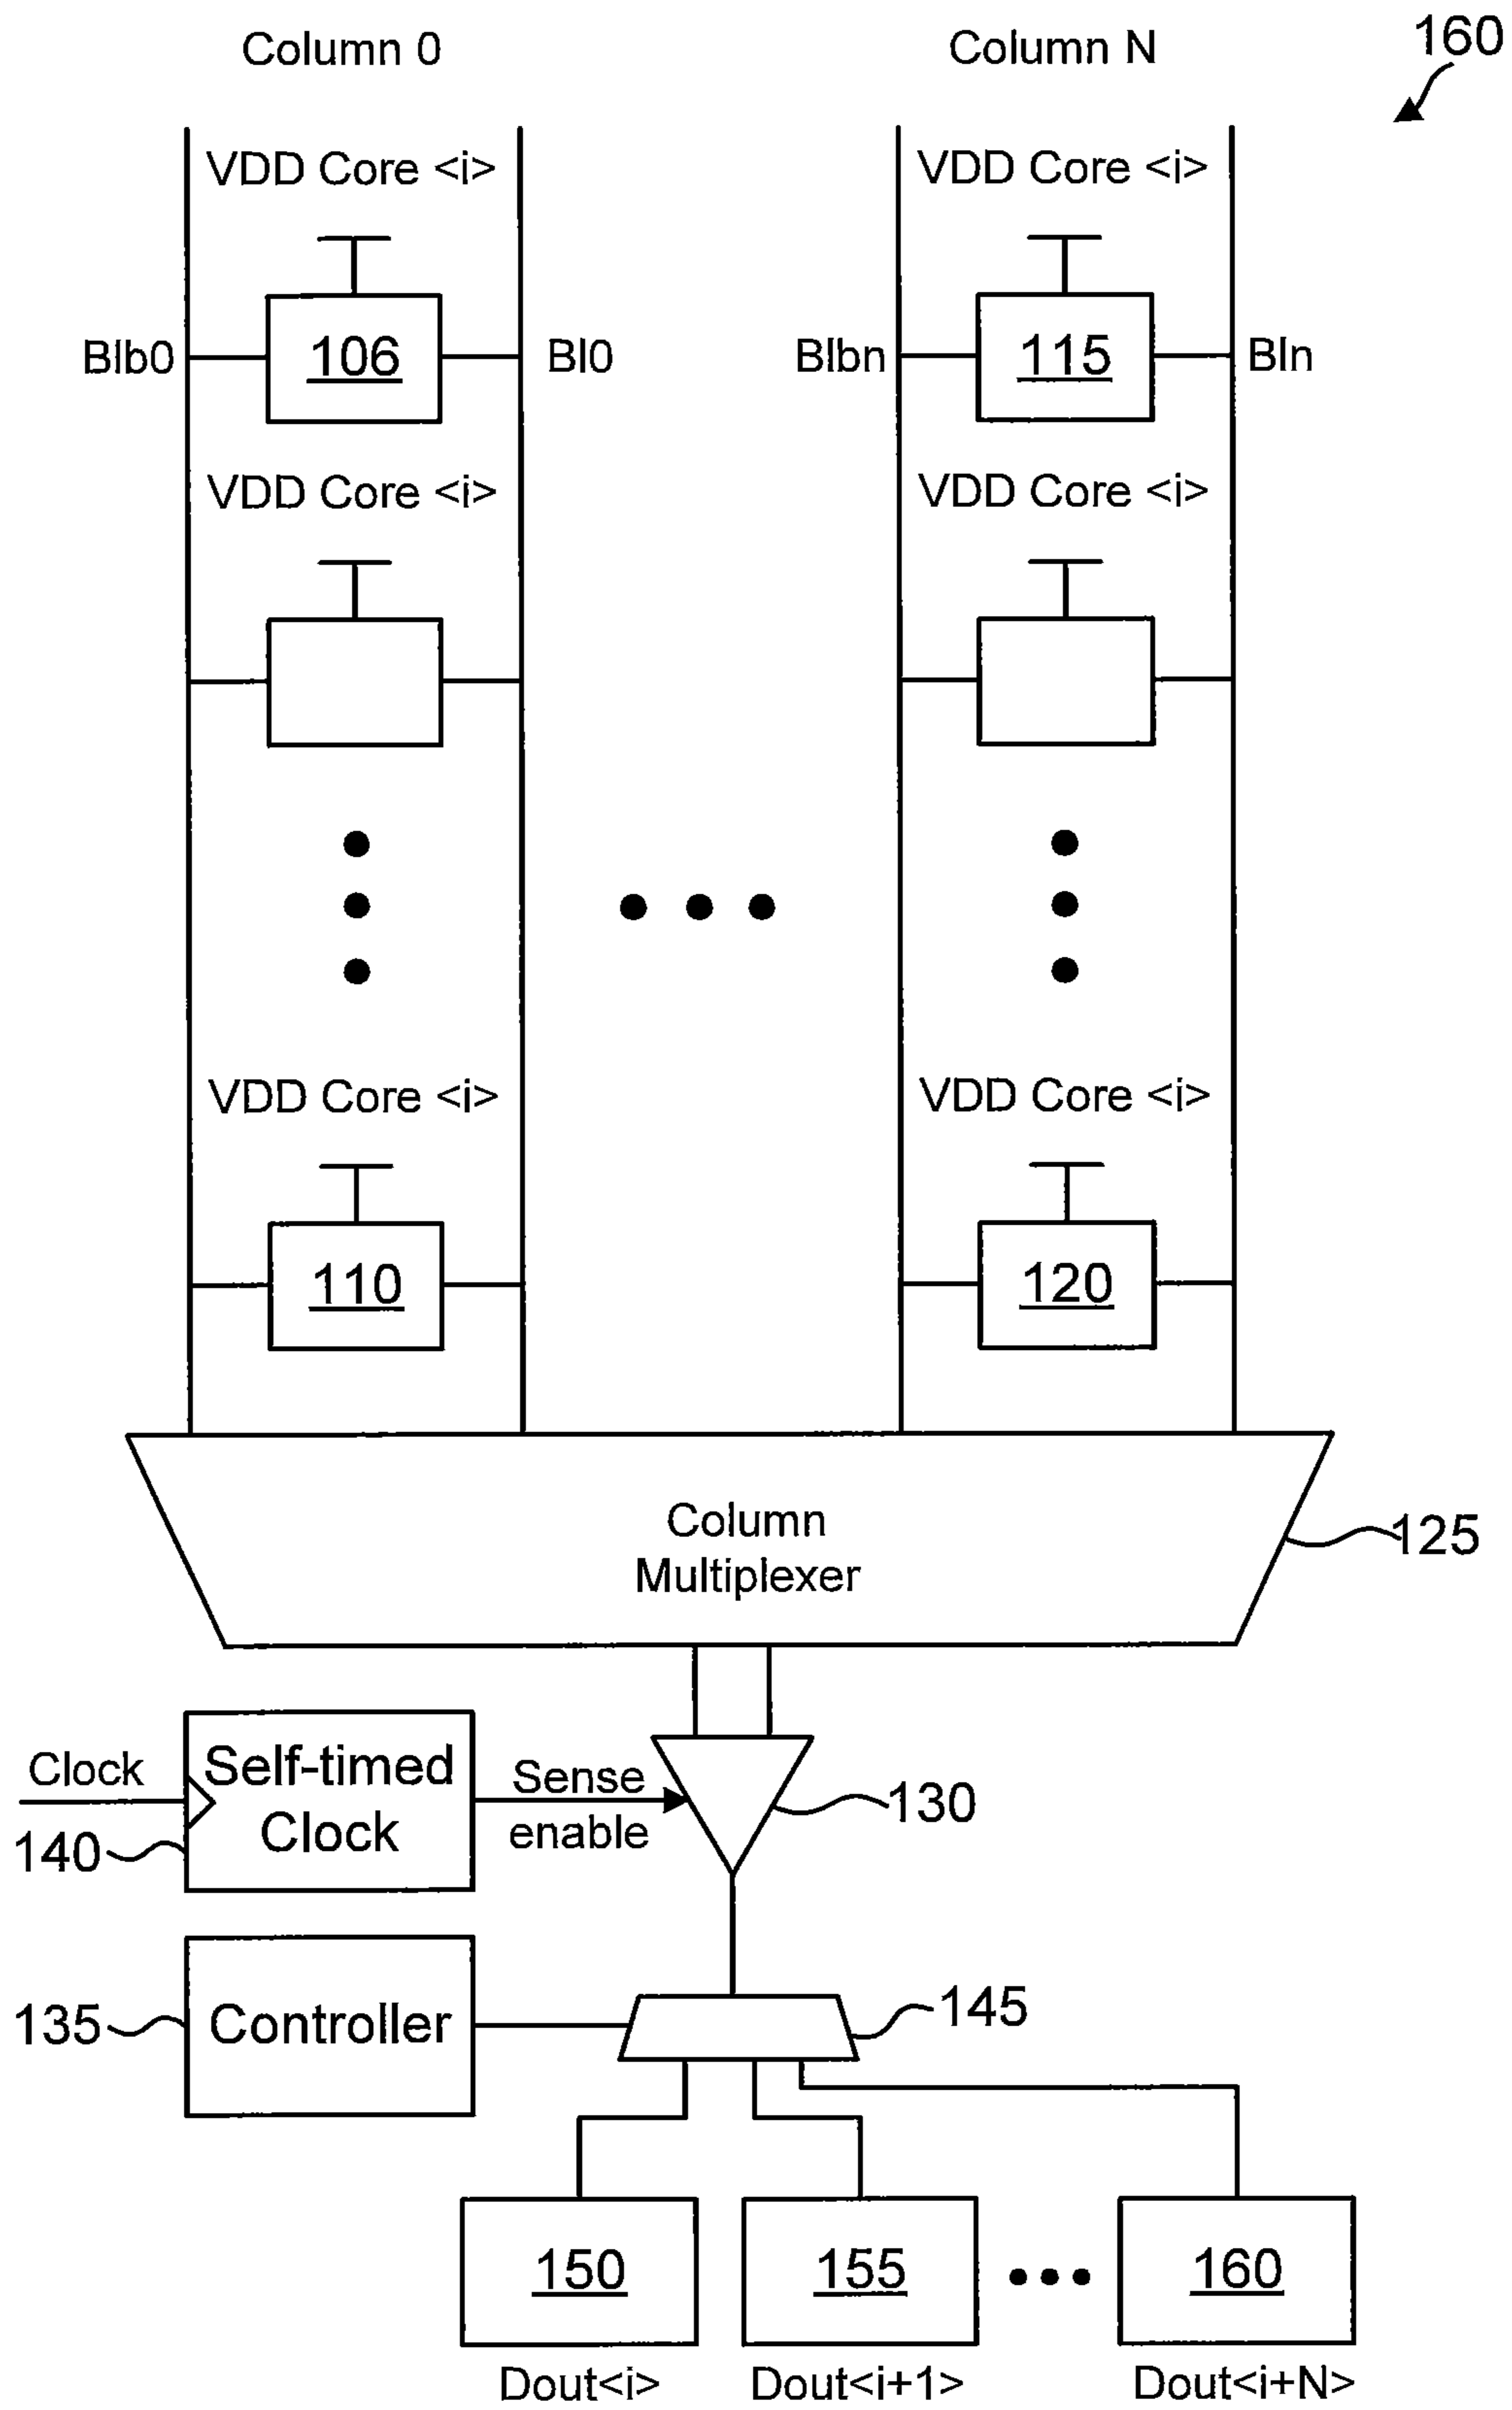 Column 0
Column N
160
VDD Core <i>
VDD Core <i>
Blb0
106
Bl0
Blbn
115
Bln
VDD Core <i>
VDD Core <i>
VDD Core <i>
VDD Core <i>
110
120
Column
Multiplexer
125
Clock
Self-timed
Clock
140
Sense
enable
130
135
Controller
145
150
155
160
Dout<i>
Dout<i+1>
Dout<i+N>